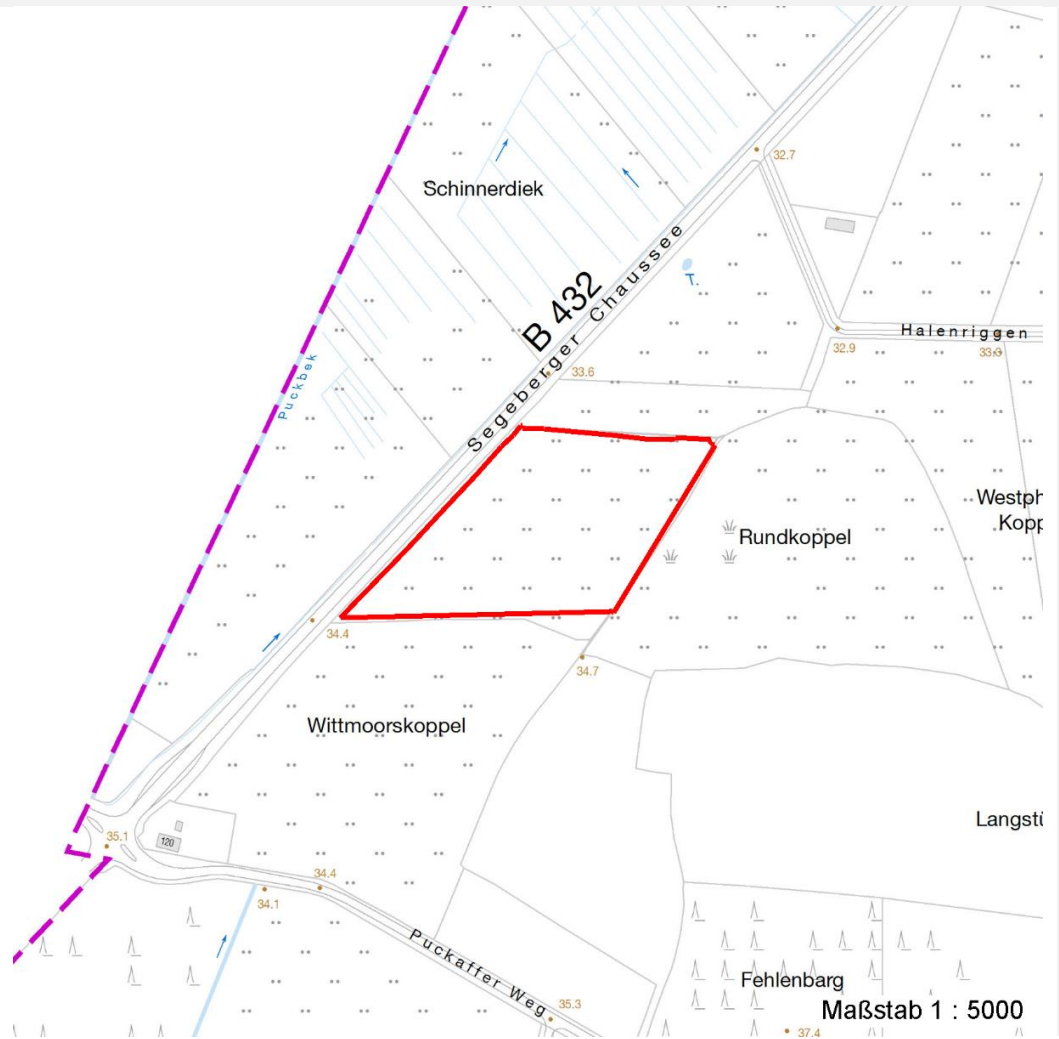 32.7
Schinnerdiek
T.
B 432
Segeberger Chaussee
Halenriggen
32.9
33.3
33.6
Puckbek
Westph
Kopp
Rundkoppel
34.4
34.7
Wittmoorskoppel
Langstü
35.1
120
34.4
34.1
Puckaffer Weg
Fehlenbarg
35.3
Maßstab 1 : 5000
37.4